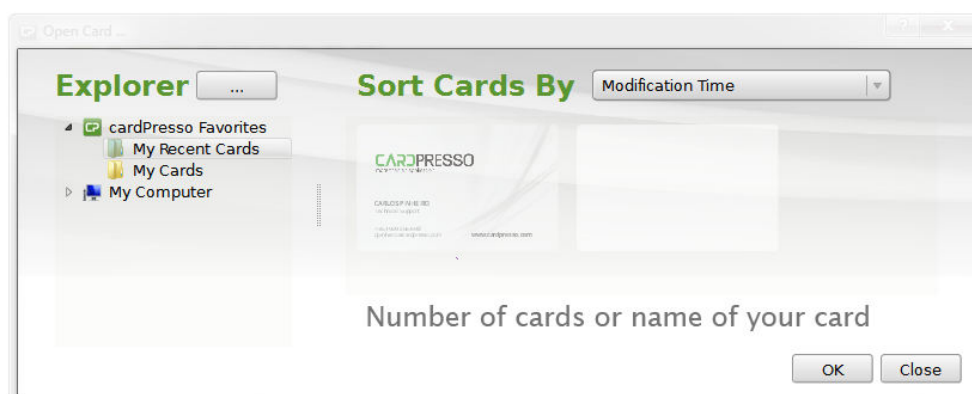 Open Card ...
Explorer
...
Sort Cards By
Modification Time
cardPresso Favorites
My Recent Cards
My Cards
My Computer
CARDPRESSO
www.cardpresso.com
Number of cards or name of your card
OK
Close